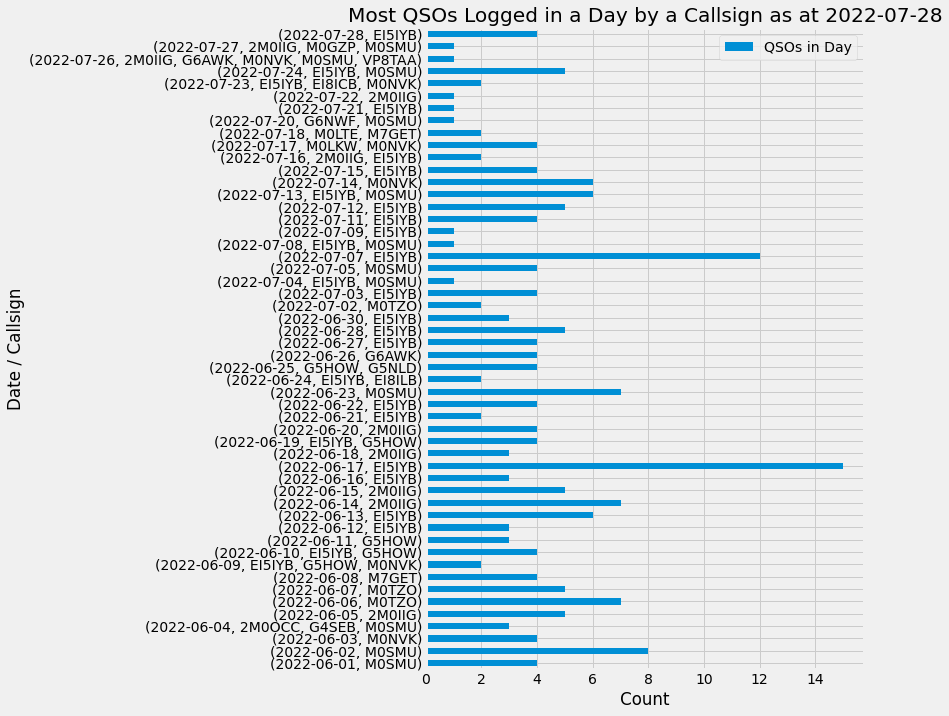 Most QSOs Logged in a Day by a Callsign as at 2022-07-28
QSOs in Day
(2022-07-28, EI5IYB)
(2022-07-27, 2M0IIG, M0GZP, M0SMU)
(2022-07-26, 2M0IIG, G6AWK, M0NVK, M0SMU, VP8TAA)
(2022-07-24, EI5IYB, M0SMU)
(2022-07-23, EI5IYB, EI8ICB, M0NVK)
(2022-07-22, 2M0IIG)
(2022-07-21, EI5IYB)
(2022-07-20, G6NWF, M0SMU)
(2022-07-18, M0LTE, M7GET)
(2022-07-17, M0LKW, M0NVK)
(2022-07-16, 2M0IIG, EI5IYB)
(2022-07-15, EI5IYB)
(2022-07-14, M0NVK)
(2022-07-13, EI5IYB, M0SMU)
(2022-07-12, EI5IYB)
(2022-07-11, EI5IYB)
(2022-07-09, EI5IYB)
(2022-07-08, EI5IYB, M0SMU)
(2022-07-07, EI5IYB)
(2022-07-05, M0SMU)
(2022-07-04, EI5IYB, M0SMU)
(2022-07-03, EI5IYB)
(2022-07-02, M0TZO)
(2022-06-30, EI5IYB)
(2022-06-28, EI5IYB)
(2022-06-27, EI5IYB)
(2022-06-26, G6AWK)
(2022-06-25, G5HOW, G5NLD)
(2022-06-24, EI5IYB, EI8ILB)
(2022-06-23, M0SMU)
(2022-06-22, EI5IYB)
(2022-06-21, EI5IYB)
(2022-06-20, 2M0IIG)
(2022-06-19, EI5IYB, G5HOW)
(2022-06-18, 2M0IIG)
(2022-06-17, EI5IYB)
(2022-06-16, EI5IYB)
(2022-06-15, 2M0IIG)
(2022-06-14, 2M0IIG)
(2022-06-13, EI5IYB)
(2022-06-12, EI5IYB)
(2022-06-11, G5HOW)
(2022-06-10, EI5IYB, G5HOW)
(2022-06-09, EI5IYB, G5HOW, M0NVK)
(2022-06-08, M7GET)
(2022-06-07, M0TZO)
(2022-06-06, M0TZO)
(2022-06-05, 2M0IIG)
(2022-06-04, 2M0OCC, G4SEB, M0SMU)
(2022-06-03, M0NVK)
(2022-06-02, M0SMU)
(2022-06-01, M0SMU)
Date / Callsign
0 2 4 6 8 10 12 14
Count